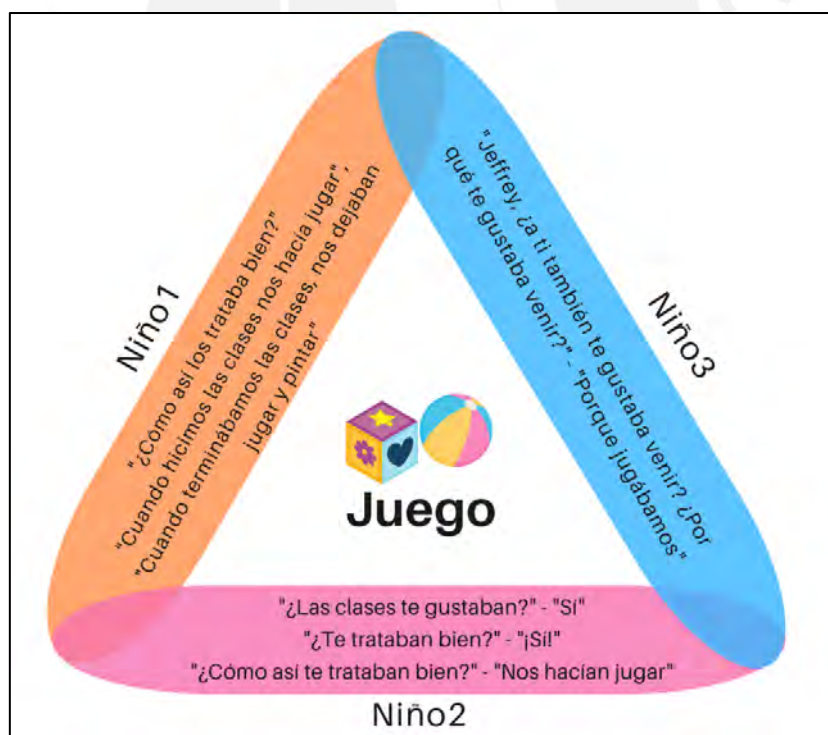 Niño1
"¿Cómo así los trataba bien?"
"Cuando hicimos las clases nos hacía jugar",
"Cuando terminábamos las clases, nos dejaban
jugar y pintar"
"Jeffrey, ¿a ti también te gustaba venir? ¿Por
qué te gustaba venir?" - "Porque jugábamos"
Niño3
Juego
"¿Las clases te gustaban?" - "Sí"
"¿Te trataban bien?" - "¡Sí!"
"¿Cómo así te trataban bien?" - "Nos hacían jugar"
Niño2